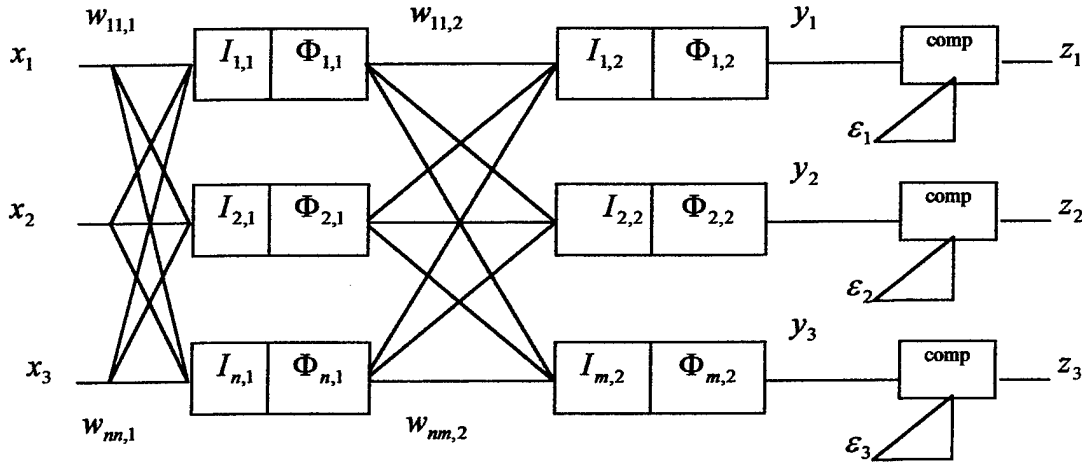 w₁₁,₁ w₁₁,₂ y₁
x₁ I₁,₁ Φ₁,₁ I₁,₂ Φ₁,₂ comp z₁
ε₁
y₂
x₂ I₂,₁ Φ₂,₁ I₂,₂ Φ₂,₂ comp z₂
ε₂
y₃
x₃ Iₙ,₁ Φₙ,₁ Iₘ,₂ Φₘ,₂ comp z₃
wₙₙ,₁ wₙₘ,₂
ε₃